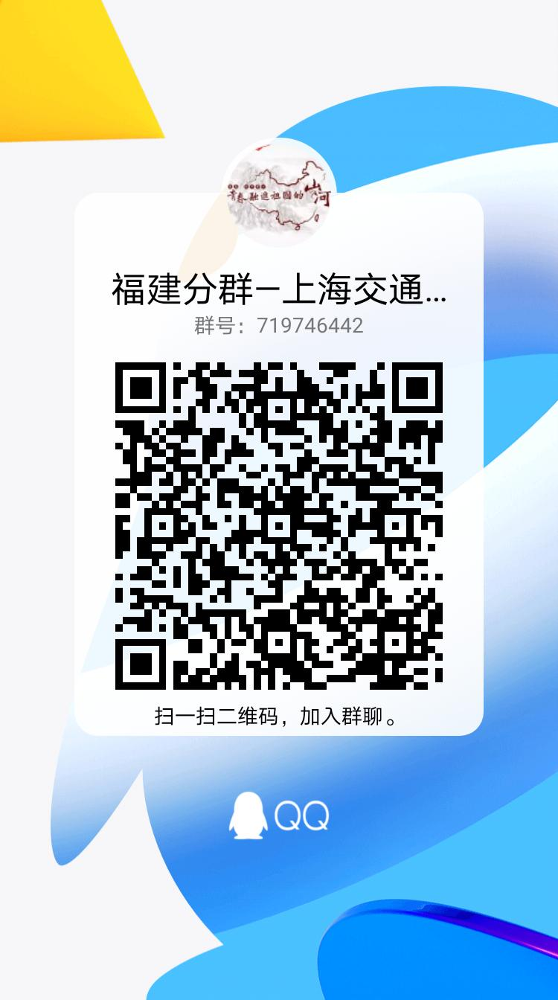 青春融进祖国的山河
福建分群—上海交通...
群号：719746442
扫一扫二维码，加入群聊。
QQ